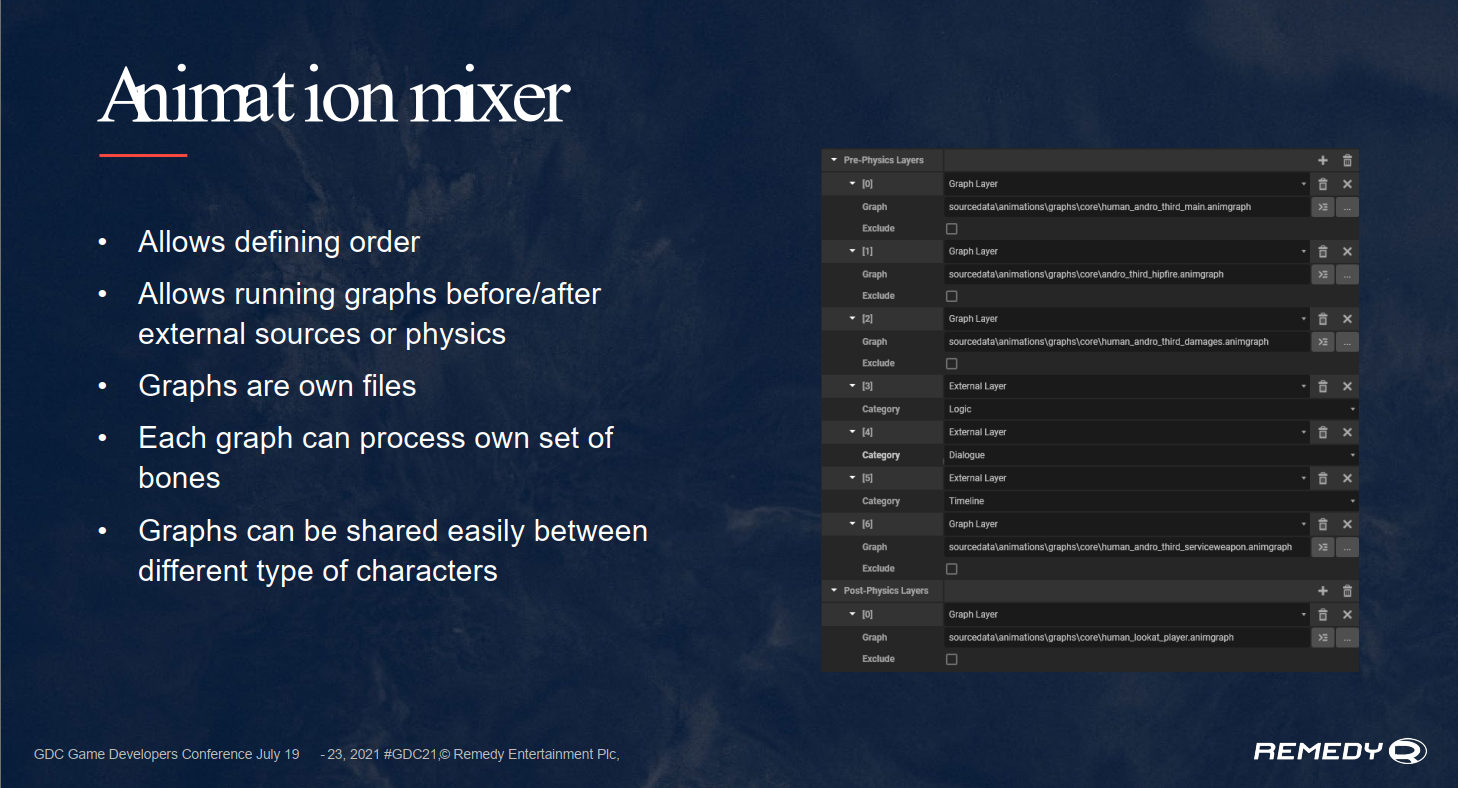 Animation mixer
• Allows defining order
• Allows running graphs before/after
external sources or physics
• Graphs are own files
• Each graph can process own set of
bones
• Graphs can be shared easily between
different type of characters
Pre-Physics Layers
[0] Graph Layer
Graph sourcedata\animations\graphs\core\human_andro_third_main.animgraph ...
Exclude
[1] Graph Layer
Graph sourcedata\animations\graphs\core\andro_third_hipfire.animgraph ...
Exclude
[2] Graph Layer
Graph sourcedata\animations\graphs\core\human_andro_third_damages.animgraph ...
Exclude
[3] External Layer
Category Logic
[4] External Layer
Category Dialogue
[5] External Layer
Category Timeline
[6] Graph Layer
Graph sourcedata\animations\graphs\core\human_andro_third_serviceweapon.animgraph ...
Exclude
Post-Physics Layers
[0] Graph Layer
Graph sourcedata\animations\graphs\core\human_lookat_player.animgraph ...
Exclude
GDC Game Developers Conference July 19 - 23, 2021 #GDC21,© Remedy Entertainment Plc,
REMEDY